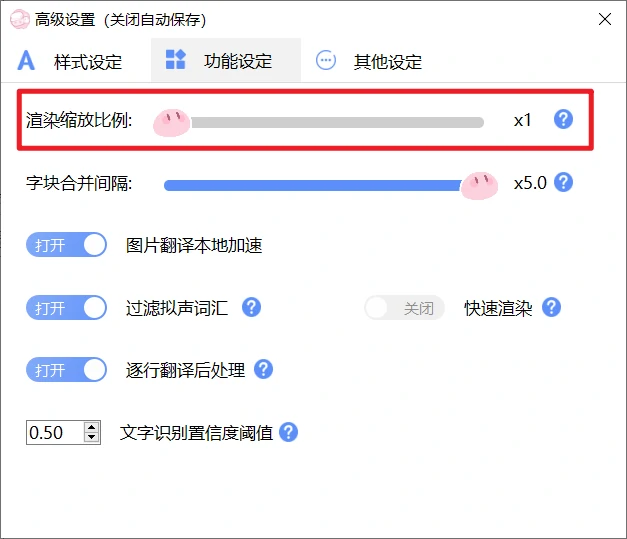 高级设置（关闭自动保存）
样式设定 功能设定 其他设定
渲染缩放比例: x1 ?
字块合并间隔: x5.0 ?
打开 图片翻译本地加速
打开 过滤拟声词汇 ? 关闭 快速渲染 ?
打开 逐行翻译后处理 ?
0.50 文字识别置信度阈值 ?